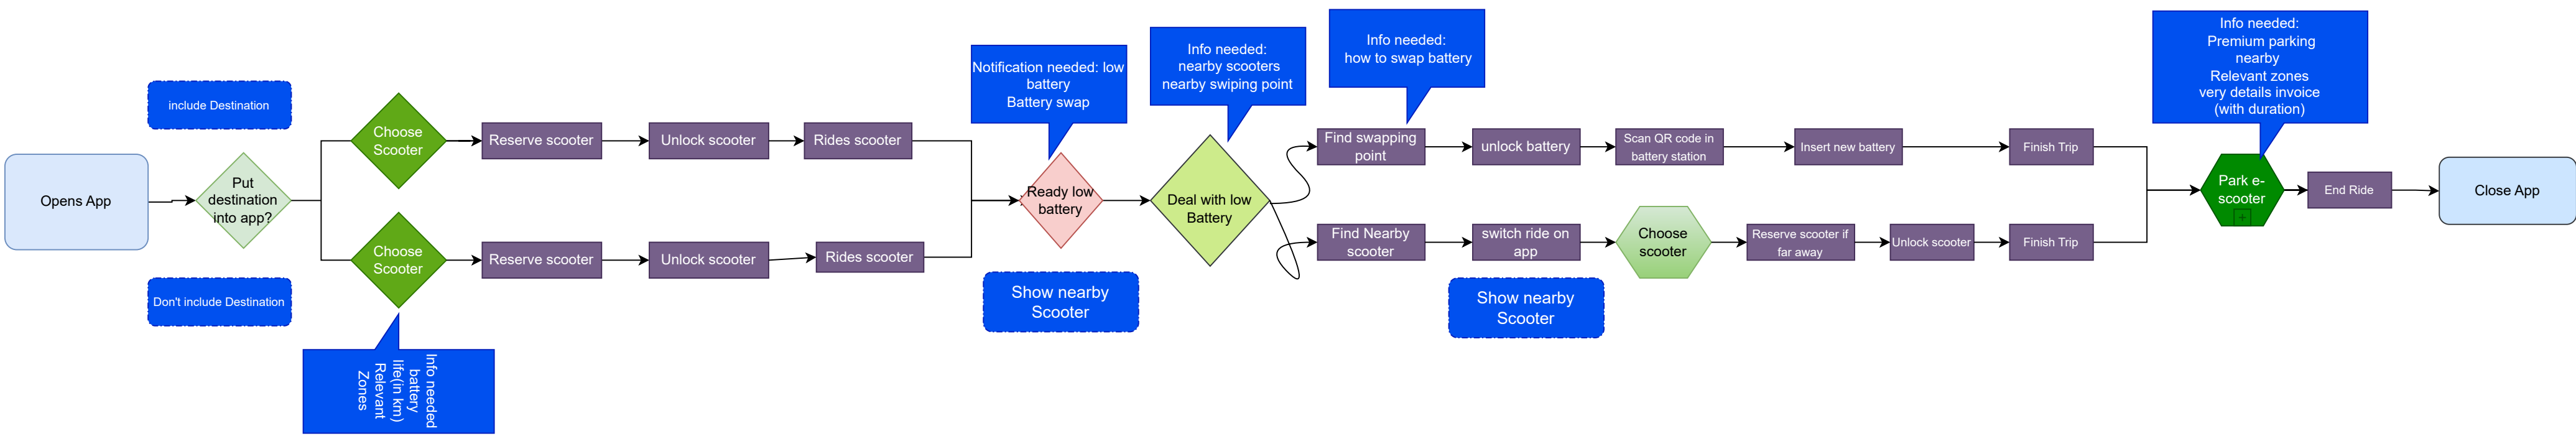 Opens App
include Destination
Put
destination
into app?
Don't include Destination
Choose
Scooter
Reserve scooter
Unlock scooter
Rides scooter
Choose
Scooter
Reserve scooter
Unlock scooter
Rides scooter
Info needed
battery
life(in km)
Relevant
Zones
Notification needed: low
battery
Battery swap
Ready low
battery
Show nearby
Scooter
Info needed:
nearby scooters
nearby swiping point
Deal with low
Battery
Info needed:
how to swap battery
Find swapping
point
unlock battery
Scan QR code in
battery station
Insert new battery
Finish Trip
Find Nearby
scooter
switch ride on
app
Choose
scooter
Reserve scooter if
far away
Unlock scooter
Finish Trip
Show nearby
Scooter
Info needed:
Premium parking
nearby
Relevant zones
very details invoice
(with duration)
Park e-
scooter
End Ride
Close App